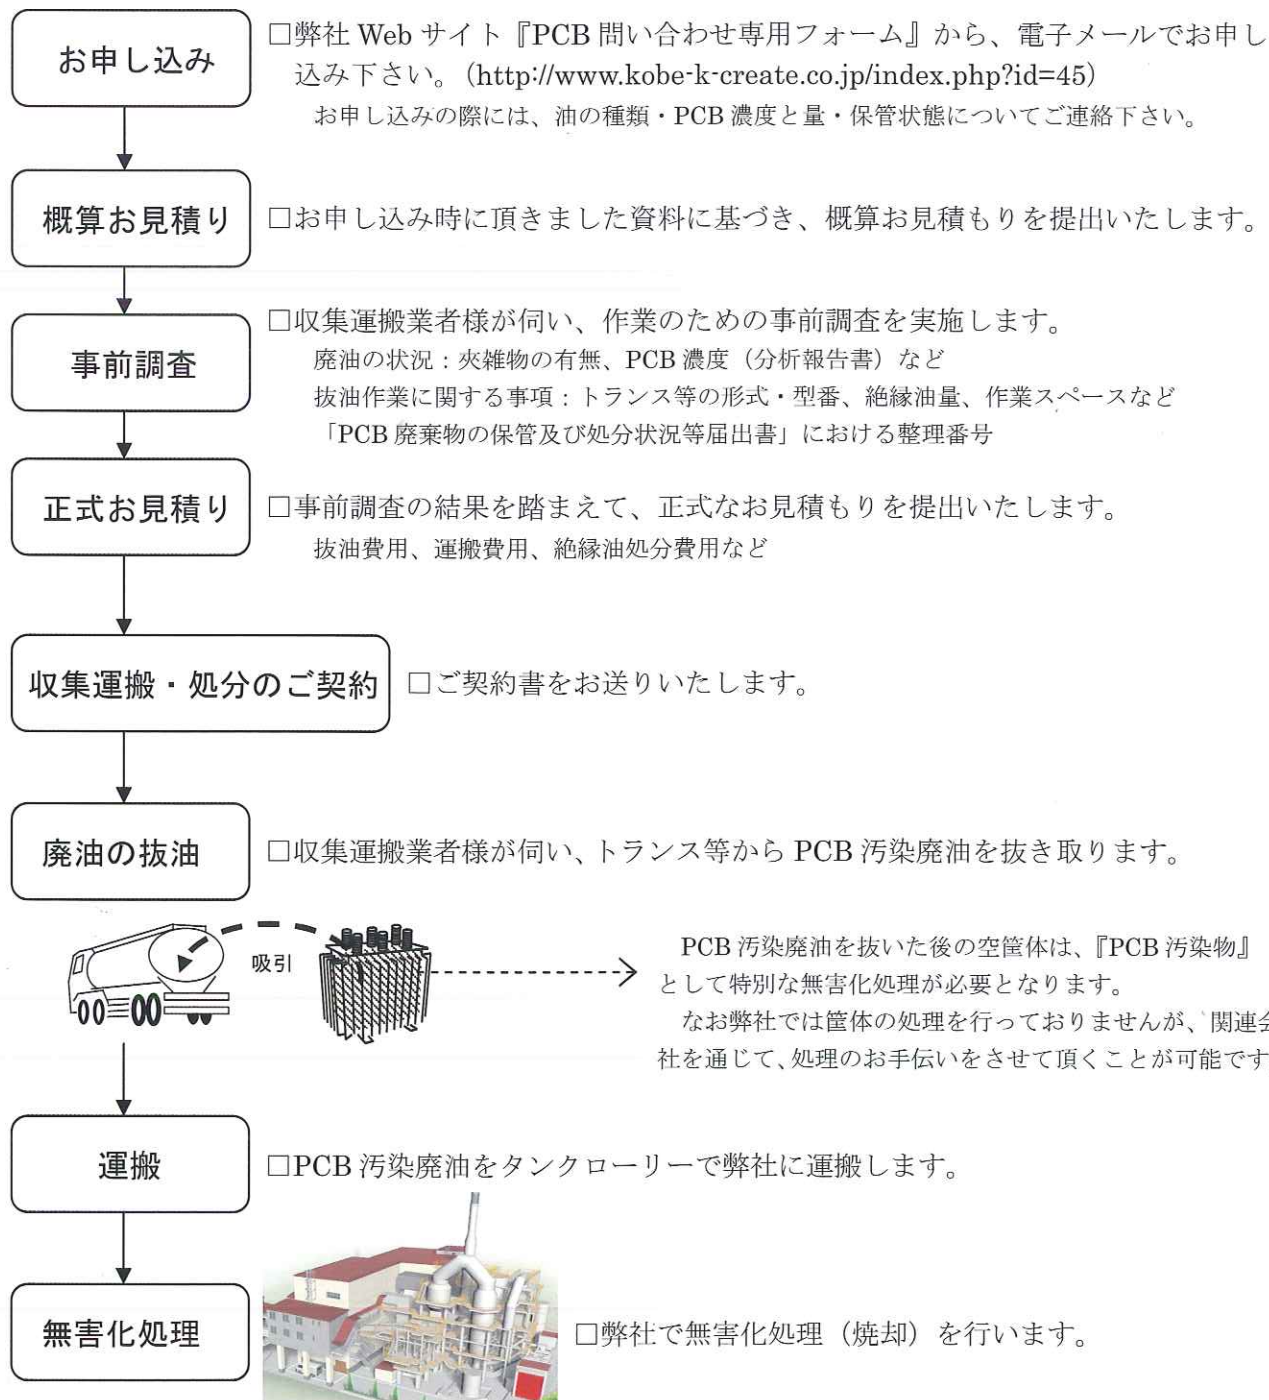 お申し込み
□弊社 Web サイト『PCB 問い合わせ専用フォーム』から、電子メールでお申し
込み下さい。(http://www.kobe-k-create.co.jp/index.php?id=45)
お申し込みの際には、油の種類・PCB 濃度と量・保管状態についてご連絡下さい。
概算お見積り
□お申し込み時に頂きました資料に基づき、概算お見積もりを提出いたします。
事前調査
□収集運搬業者様が伺い、作業のための事前調査を実施します。
廃油の状況：夾雑物の有無、PCB 濃度（分析報告書）など
抜油作業に関する事項：トランス等の形式・型番、絶縁油量、作業スペースなど
「PCB 廃棄物の保管及び処分状況等届出書」における整理番号
正式お見積り
□事前調査の結果を踏まえて、正式なお見積もりを提出いたします。
抜油費用、運搬費用、絶縁油処分費用など
収集運搬・処分のご契約
□ご契約書をお送りいたします。
廃油の抜油
□収集運搬業者様が伺い、トランス等から PCB 汚染廃油を抜き取ります。
吸引
PCB 汚染廃油を抜いた後の空筐体は、『PCB 汚染物』
として特別な無害化処理が必要となります。
なお弊社では筐体の処理を行っておりませんが、関連会
社を通じて、処理のお手伝いをさせて頂くことが可能です
運搬
□PCB 汚染廃油をタンクローリーで弊社に運搬します。
無害化処理
□弊社で無害化処理（焼却）を行います。